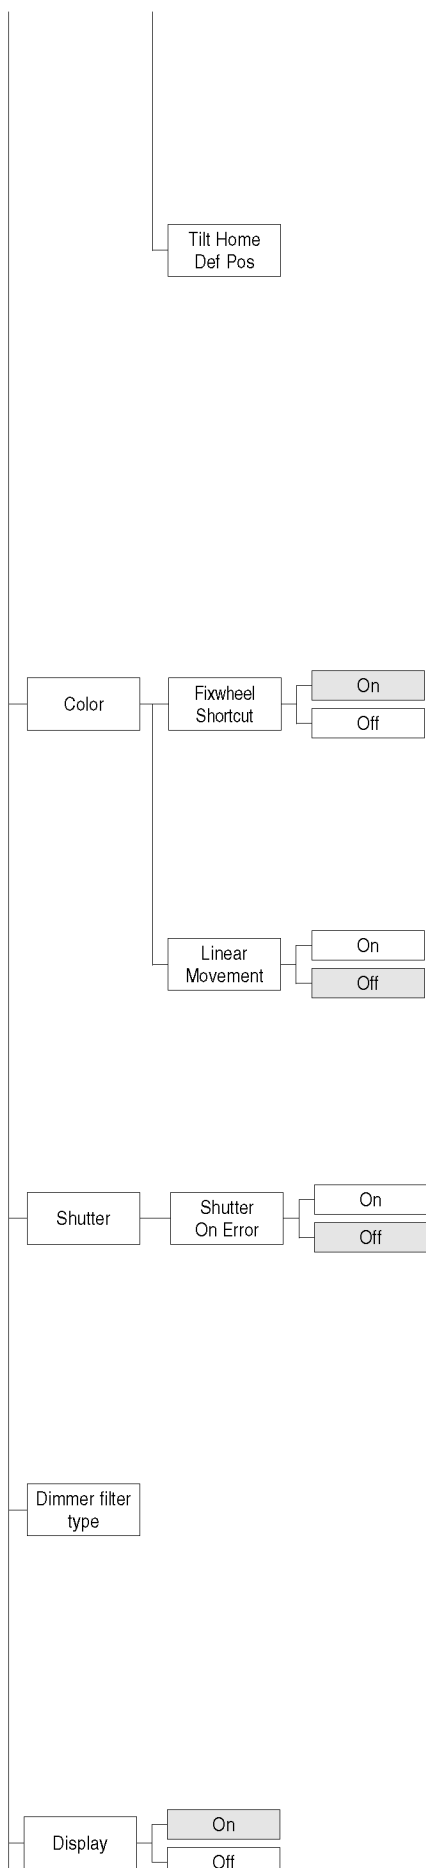 Tilt Home
Def Pos
Color
Fixwheel
Shortcut
On
Off
Linear
Movement
On
Off
Shutter
Shutter
On Error
On
Off
Dimmer filter
type
Display
On
Off